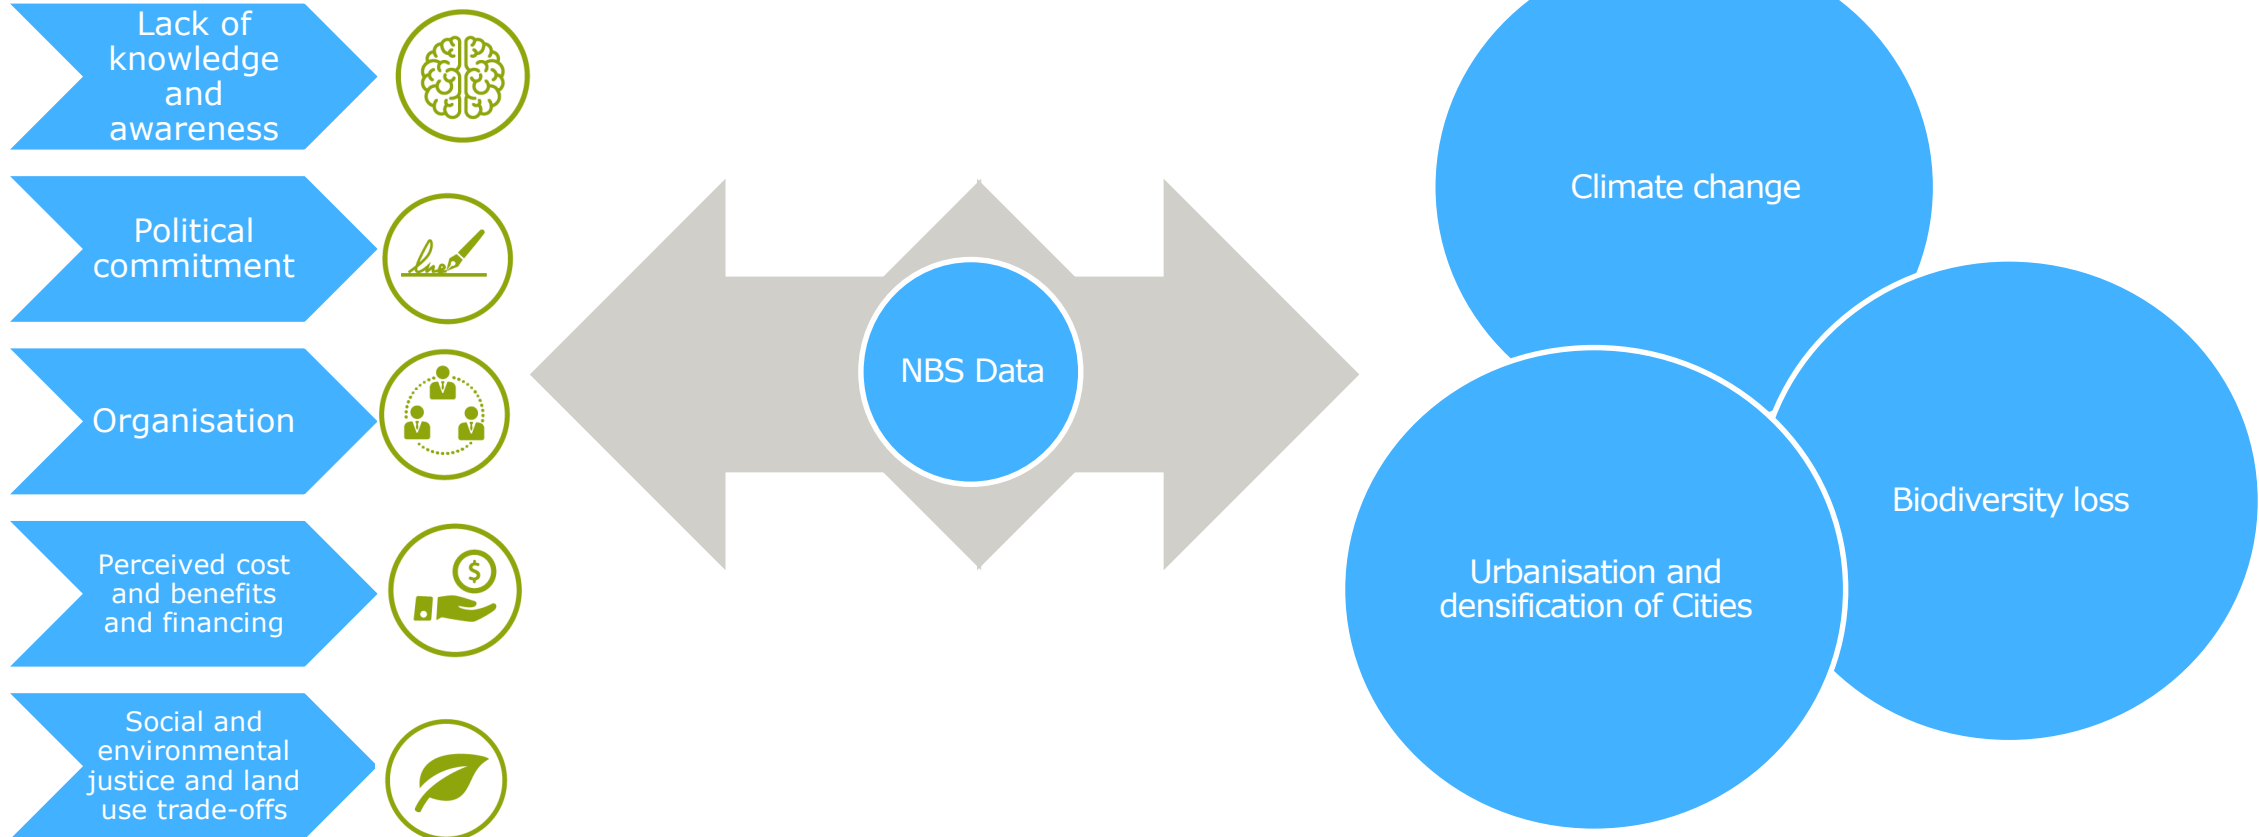 Lack of
knowledge
and
awareness
Political
commitment
Organisation
Perceived cost
and benefits
and financing
Social and
environmental
justice and land
use trade-offs
NBS Data
Climate change
Biodiversity loss
Urbanisation and
densification of Cities
$